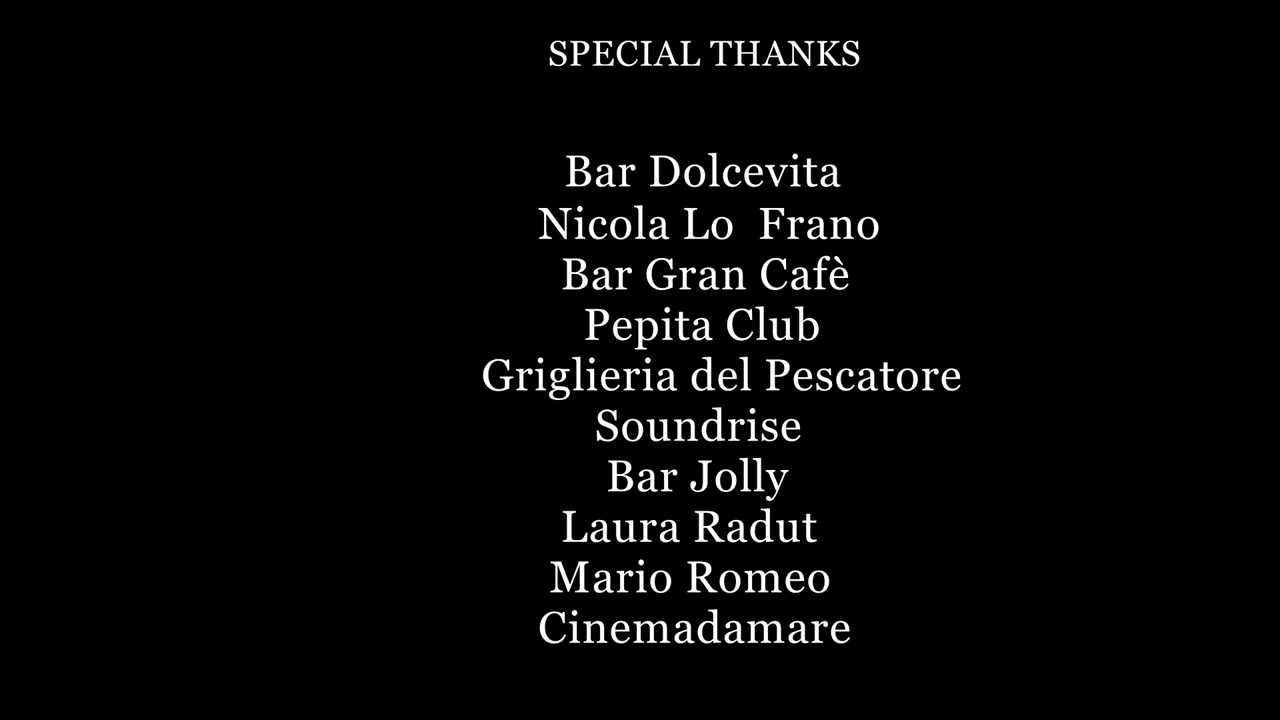 SPECIAL THANKS
Bar Dolcevita
Nicola Lo  Frano
Bar Gran Cafè
Pepita Club
Griglieria del Pescatore
Soundrise
Bar Jolly
Laura Radut
Mario Romeo
Cinemadamare